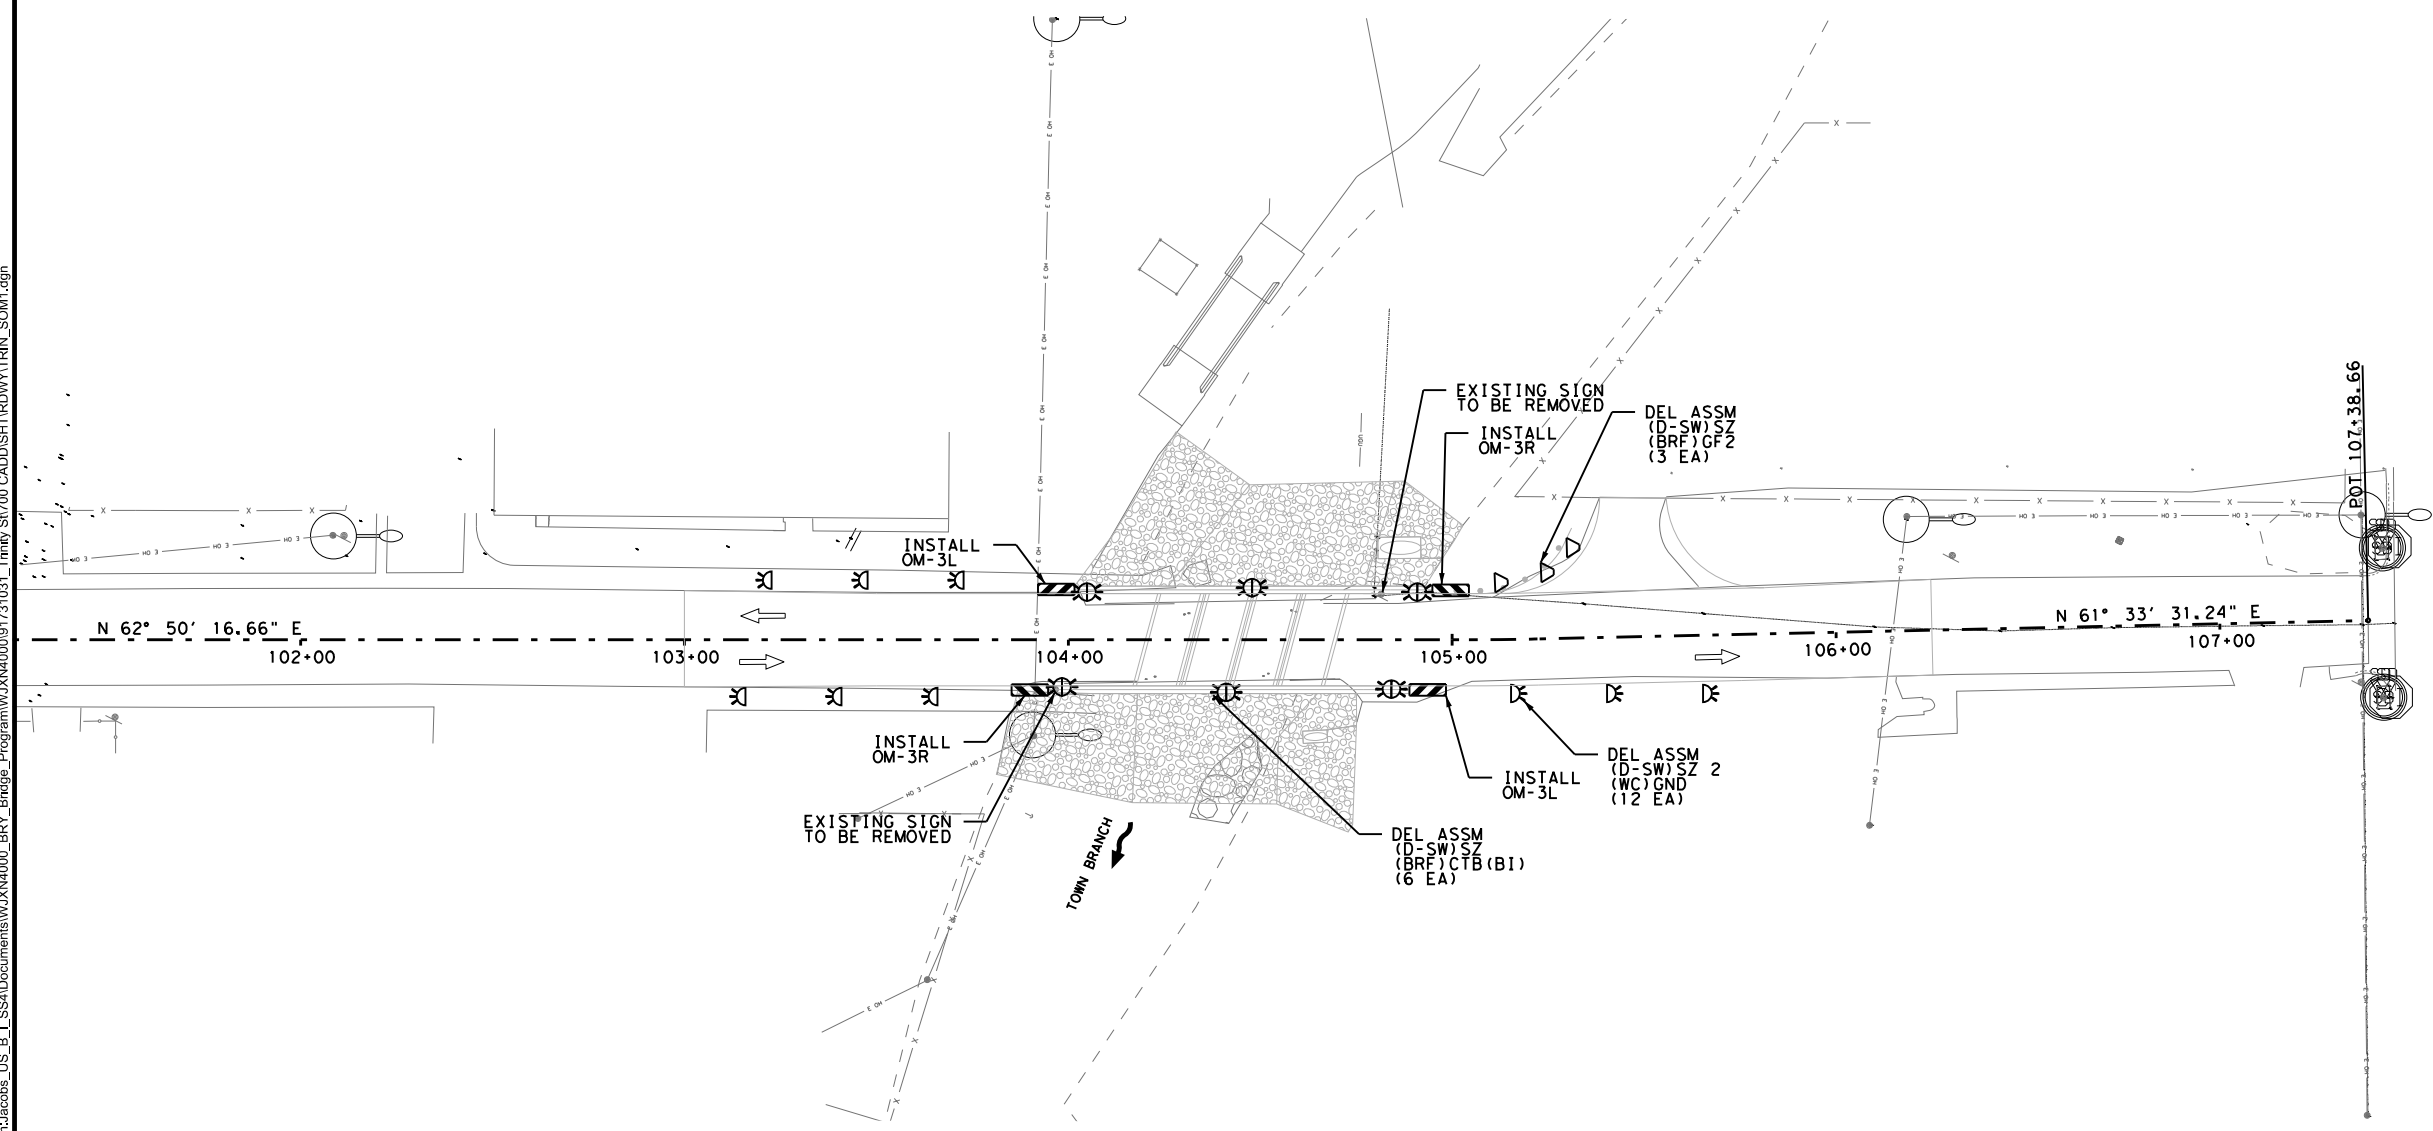 EXISTING SIGN
TO BE REMOVED
DEL ASSM
(D-SW)SZ
(BRF)GF2
(3 EA)
INSTALL
OM-3R
POT 107+38.66
INSTALL
OM-3L
N 62° 50' 16.66" E
N 61° 33' 31.24" E
102+00
103+00
104+00
105+00
106+00
107+00
INSTALL
OM-3R
DEL ASSM
(D-SW)SZ 2
(WC)GND
(12 EA)
INSTALL
OM-3L
EXISTING SIGN
TO BE REMOVED
DEL ASSM
(D-SW)SZ
(BRF)CTB(BI)
(6 EA)
TOWN BRANCH